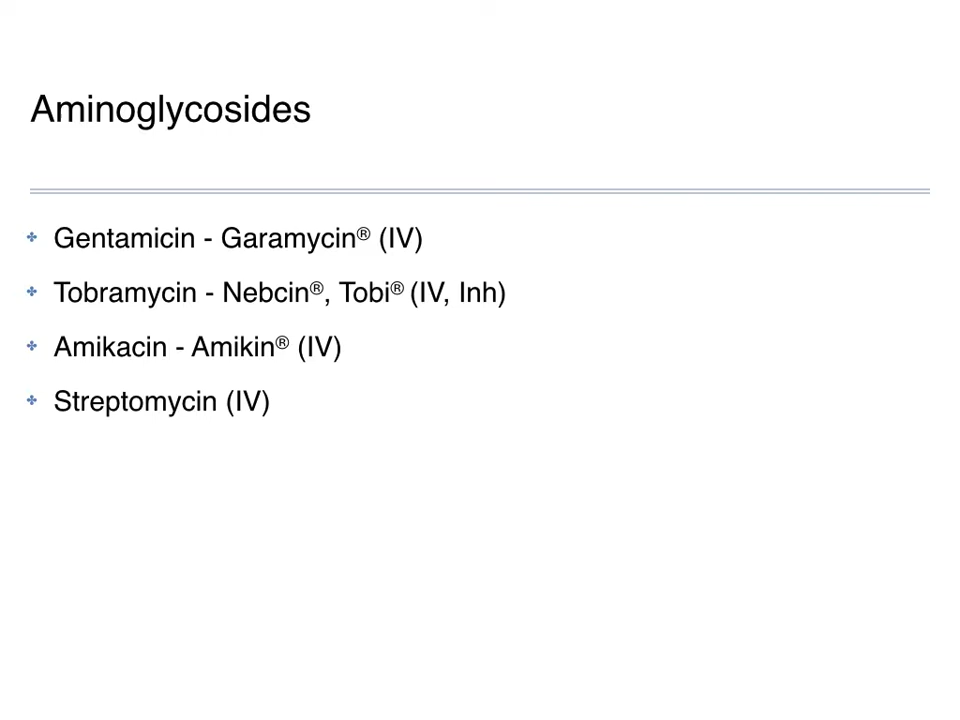 Aminoglycosides
Gentamicin - Garamycin® (IV)
Tobramycin - Nebcin®, Tobi® (IV, Inh)
Amikacin - Amikin® (IV)
Streptomycin (IV)